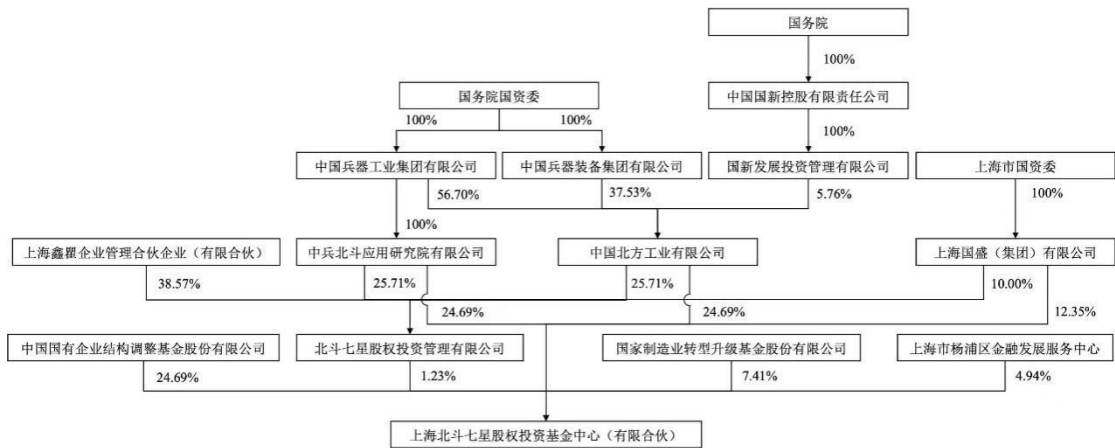 国务院
100%
国务院国资委
中国国新控股有限责任公司
100%
100%
100%
中国兵器工业集团有限公司
中国兵器装备集团有限公司
国新发展投资管理有限公司
上海市国资委
56.70%
37.53%
5.76%
100%
100%
上海鑫瞿企业管理合伙企业（有限合伙）
中兵北斗应用研究院有限公司
中国北方工业有限公司
上海国盛（集团）有限公司
38.57%
25.71%
25.71%
10.00%
24.69%
24.69%
12.35%
中国国有企业结构调整基金股份有限公司
北斗七星股权投资管理有限公司
国家制造业转型升级基金股份有限公司
上海市杨浦区金融发展服务中心
24.69%
1.23%
7.41%
4.94%
上海北斗七星股权投资基金中心（有限合伙）